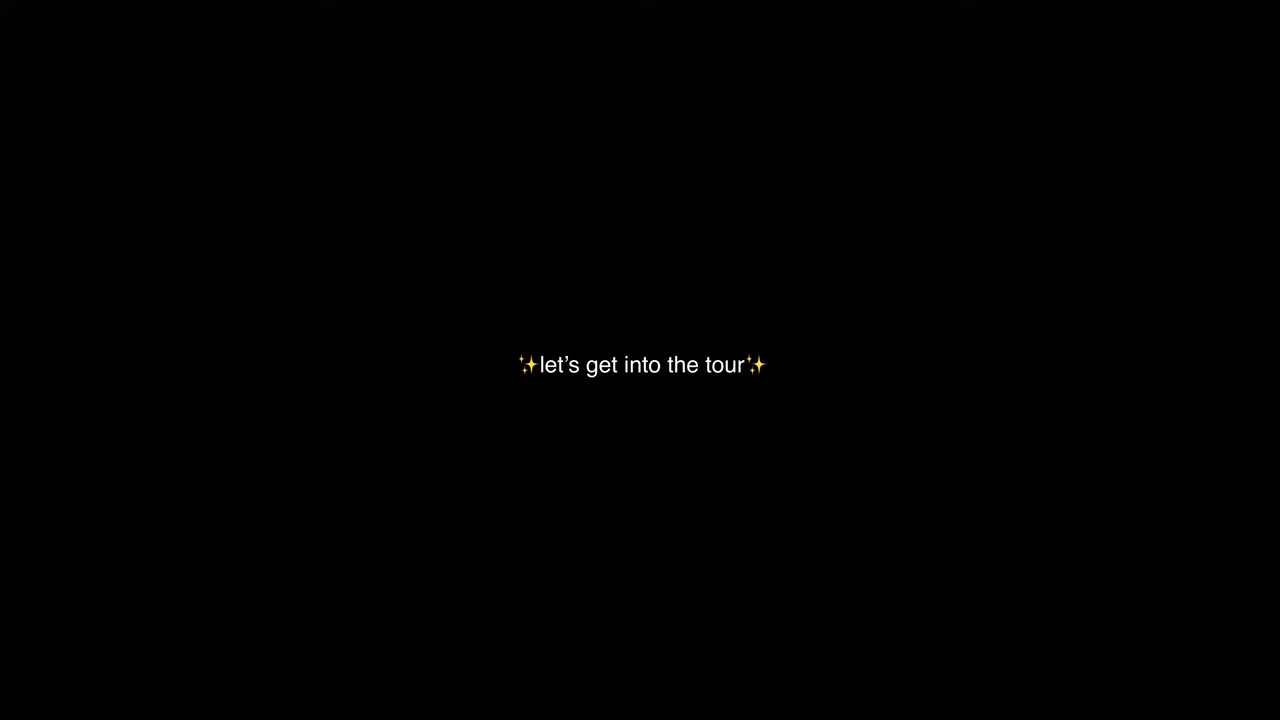 ✨let’s get into the tour✨